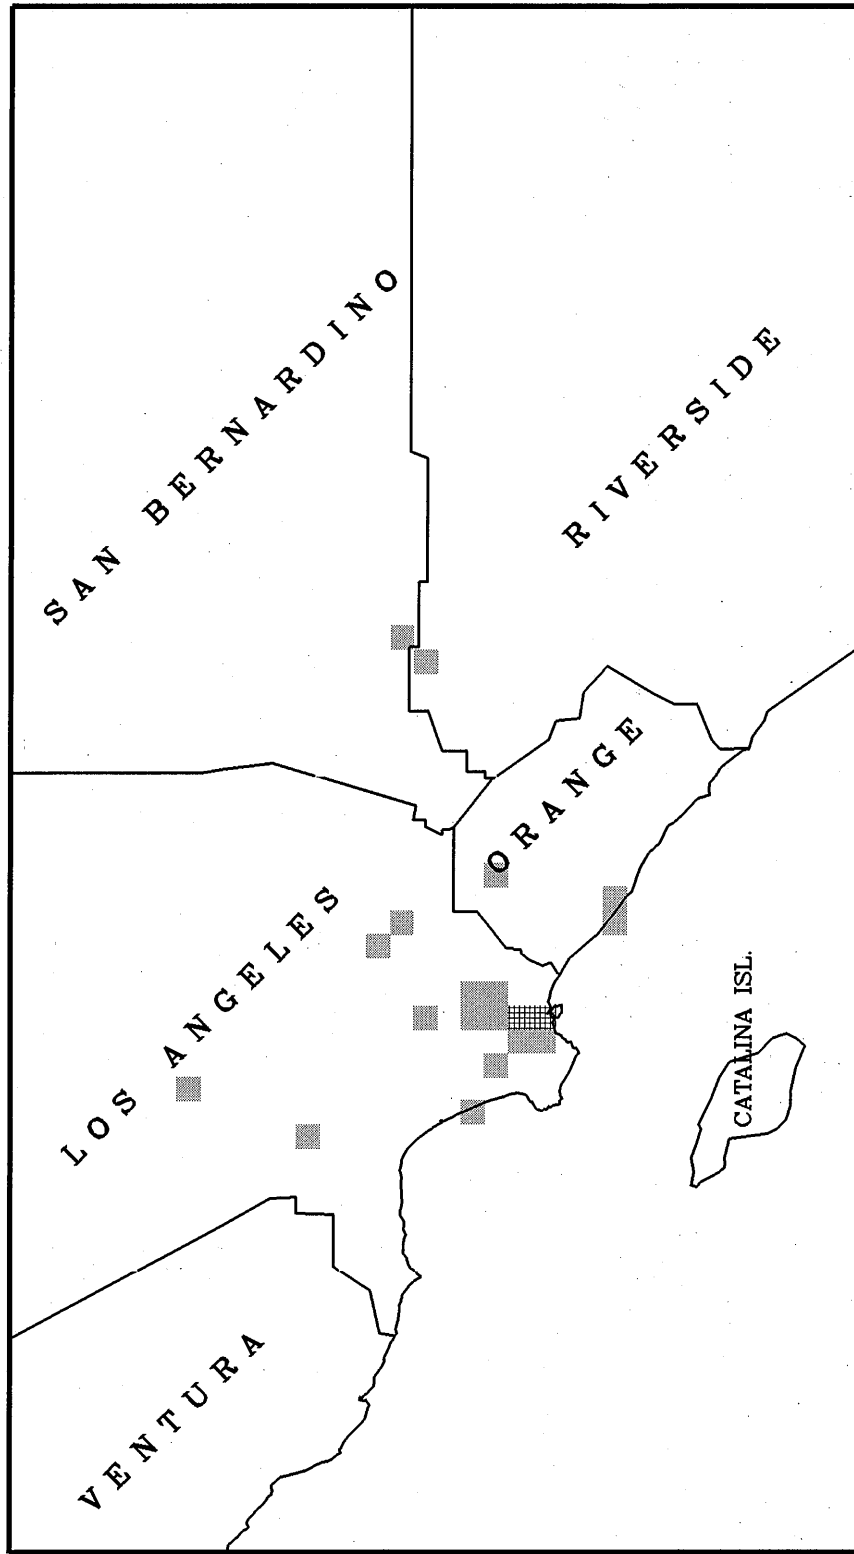 SAN BERNARDINO
RIVERSIDE
LOS ANGELES
ORANGE
VENTURA
CATALINA ISL.